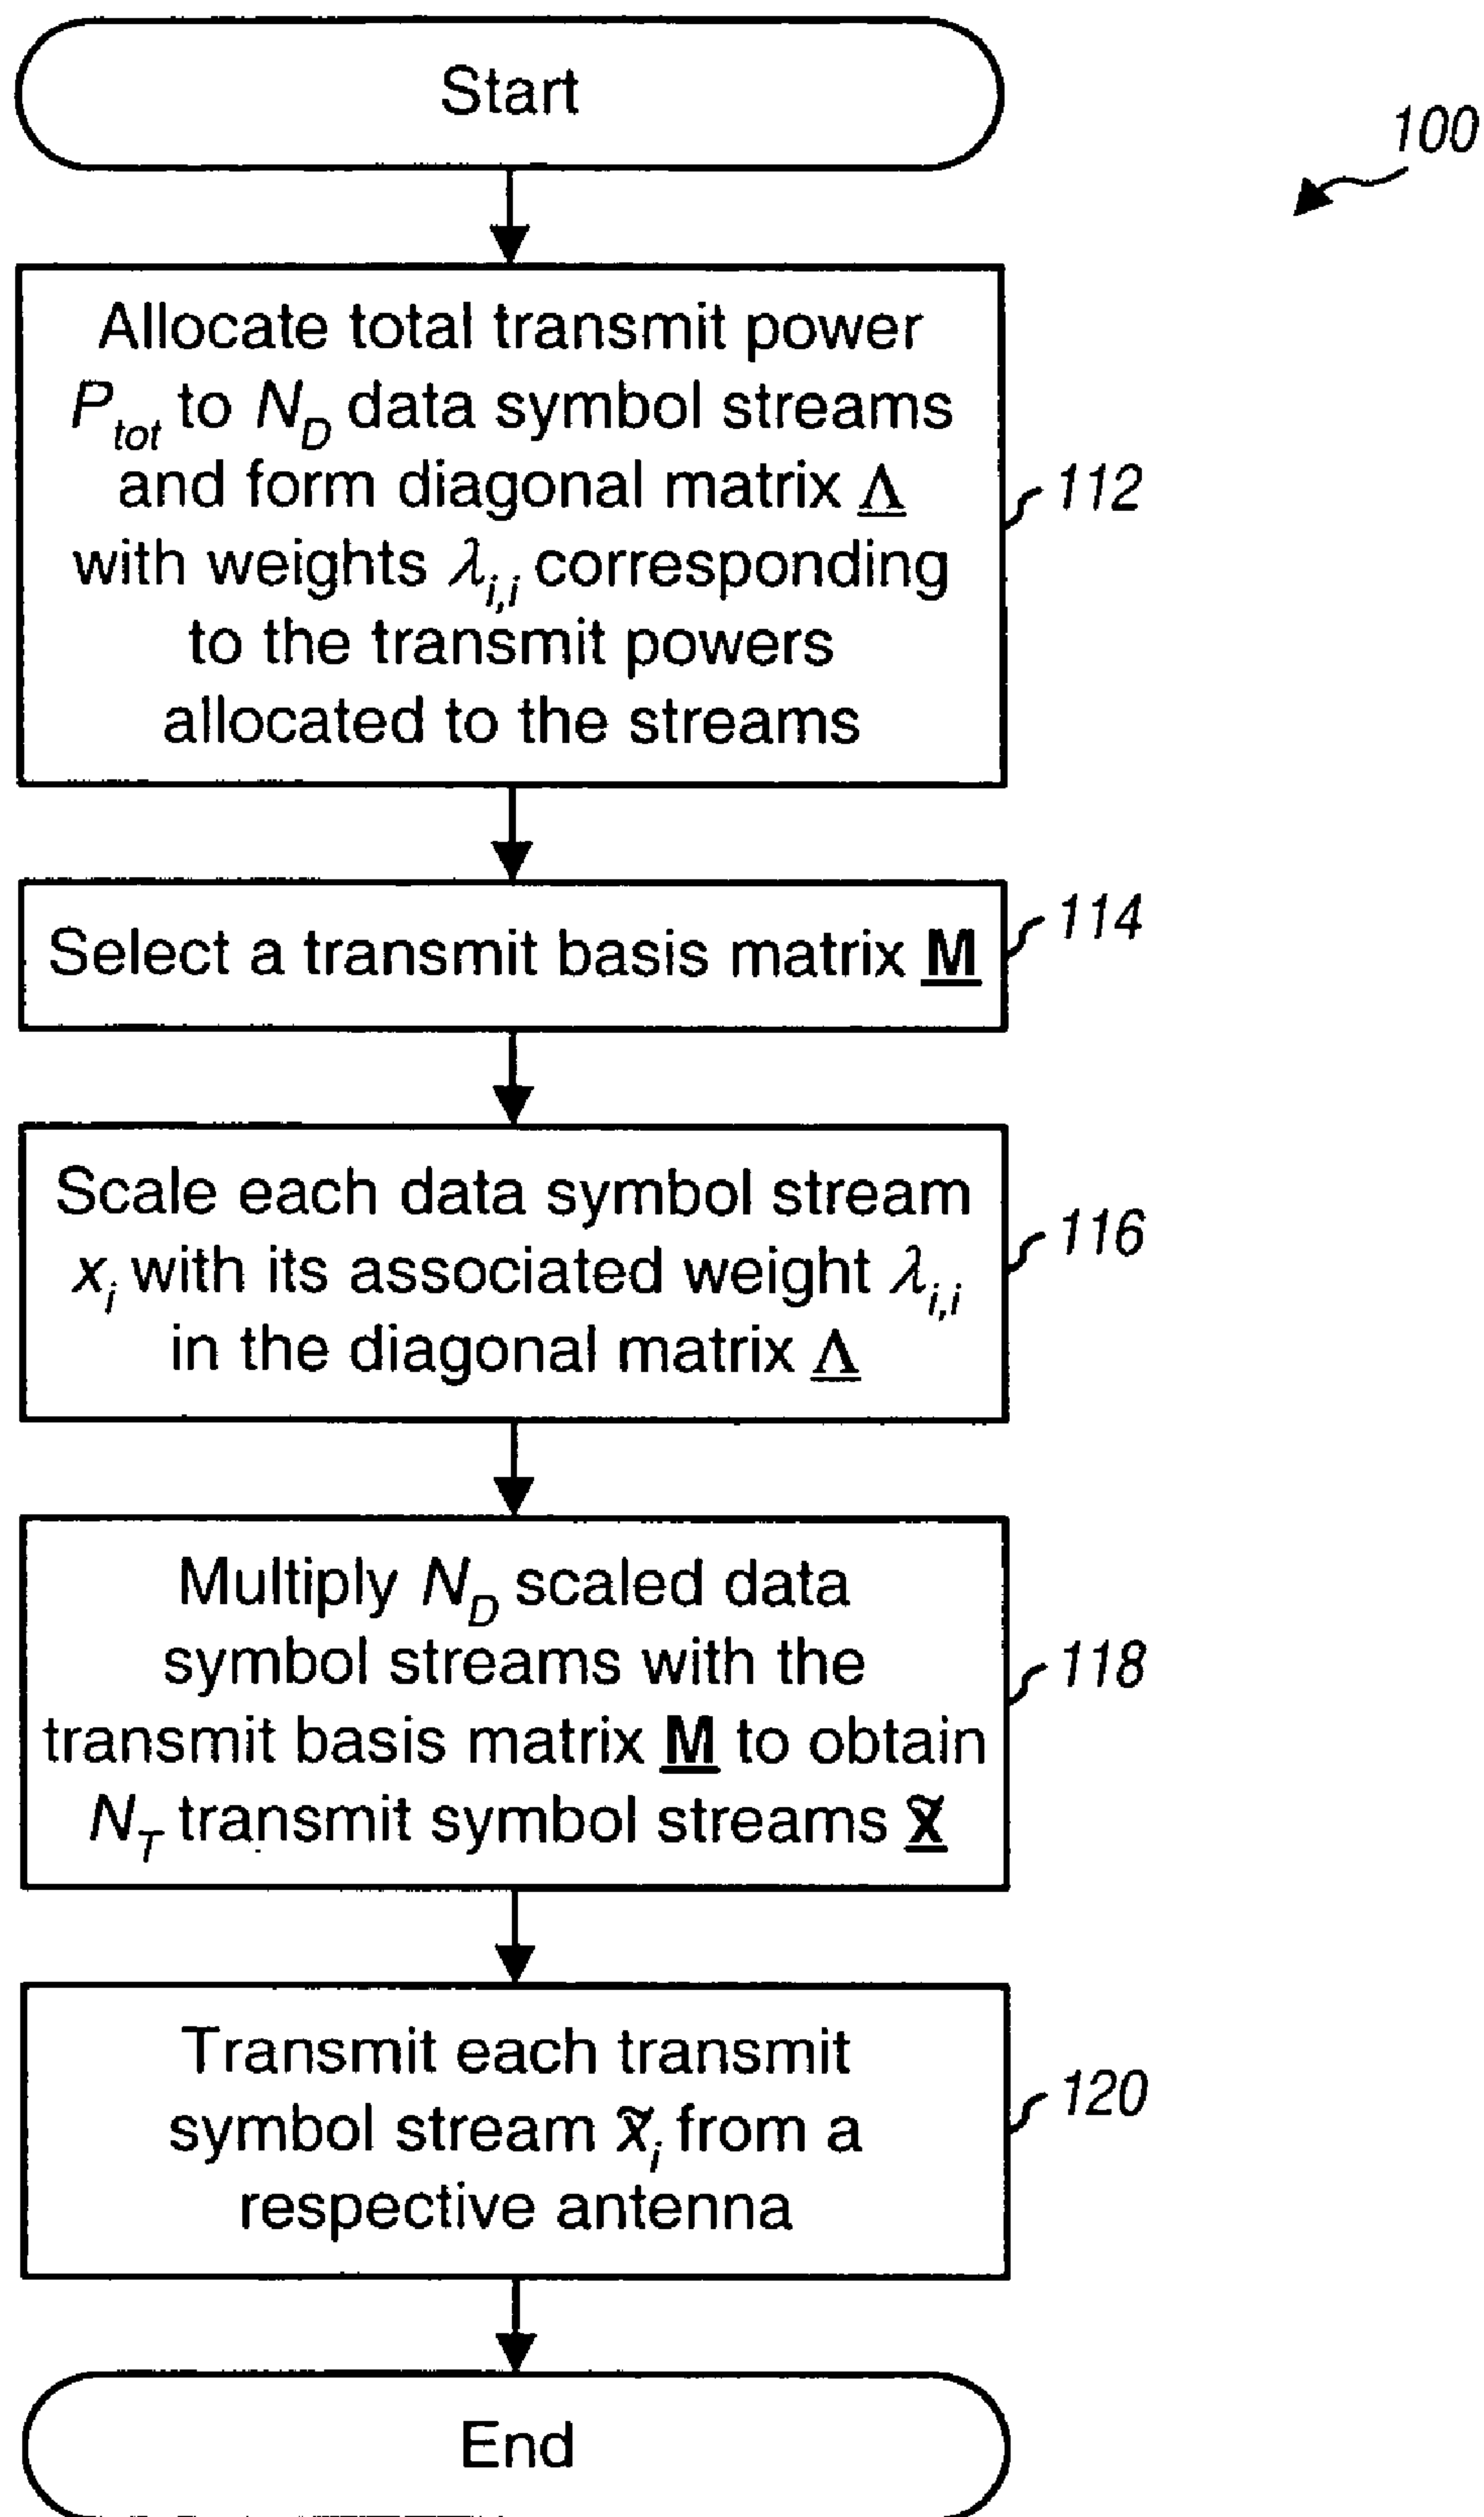 Start
100
Allocate total transmit power
P_tot to N_D data symbol streams
and form diagonal matrix Λ
with weights λ_i,i corresponding
to the transmit powers
allocated to the streams
112
Select a transmit basis matrix M
114
Scale each data symbol stream
x_i with its associated weight λ_i,i
in the diagonal matrix Λ
116
Multiply N_D scaled data
symbol streams with the
transmit basis matrix M to obtain
N_T transmit symbol streams x̃
118
Transmit each transmit
symbol stream x̃_i from a
respective antenna
120
End